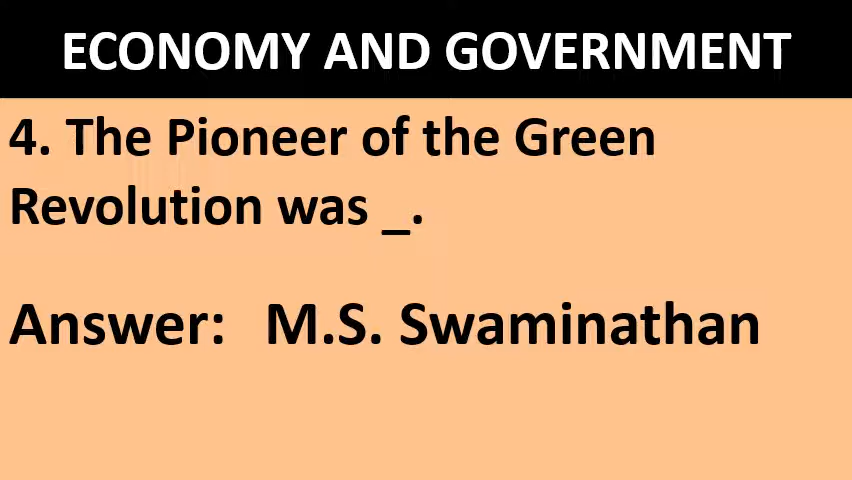 ECONOMY AND GOVERNMENT
4. The Pioneer of the Green
Revolution was _.
Answer: M.S. Swaminathan